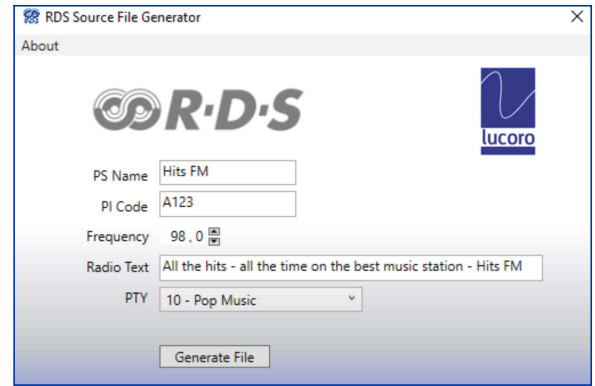 RDS Source File Generator
About
R·D·S
lucoro
PS Name Hits FM
PI Code A123
Frequency 98.0
Radio Text All the hits - all the time on the best music station - Hits FM
PTY 10 - Pop Music
Generate File